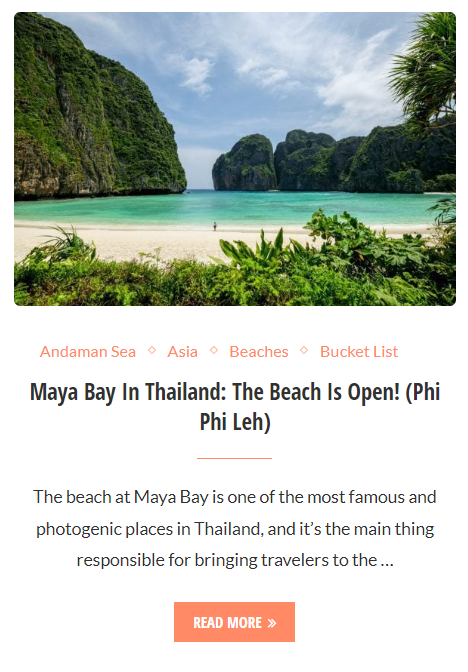 Andaman Sea ◇ Asia ◇ Beaches ◇ Bucket List
Maya Bay In Thailand: The Beach Is Open! (Phi
Phi Leh)
The beach at Maya Bay is one of the most famous and
photogenic places in Thailand, and it’s the main thing
responsible for bringing travelers to the …
READ MORE »